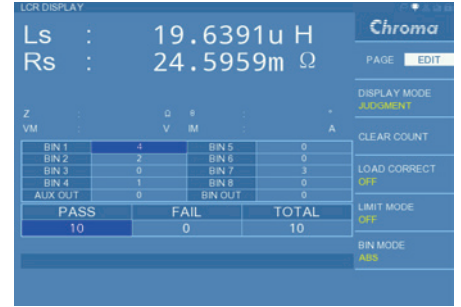 LCR DISPLAY
Ls : 19.6391u H
Rs : 24.5959m Ω
Z : Ω θ : °
VM : V IM : A
BIN 1 4 BIN 5 0
BIN 2 2 BIN 6 0
BIN 3 0 BIN 7 3
BIN 4 1 BIN 8 0
AUX OUT 0 BIN OUT 0
PASS FAIL TOTAL
10 0 10
Chroma
PAGE EDIT
DISPLAY MODE
JUDGMENT
CLEAR COUNT
LOAD CORRECT
OFF
LIMIT MODE
OFF
BIN MODE
ABS